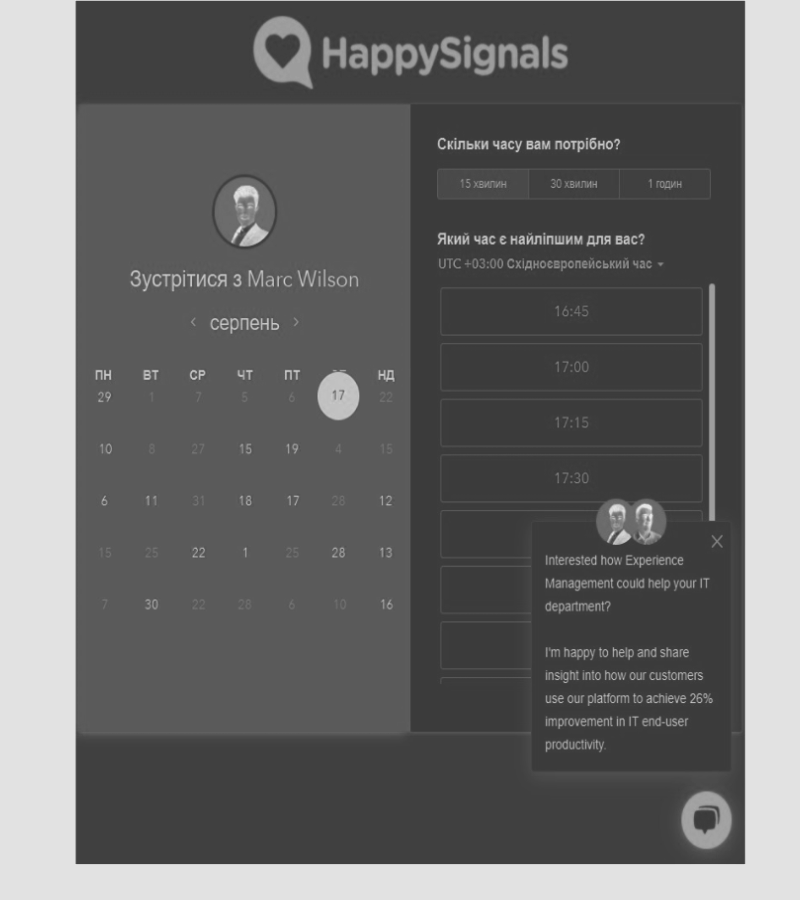 HappySignals
Зустрітися з Marc Wilson
серпень
ПН ВТ СР ЧТ ПТ НД
29 1 7 5 6 17 22
10 8 27 15 19 4 15
6 11 31 18 17 28 12
15 25 22 1 25 28 13
7 30 22 28 6 10 16
Скільки часу вам потрібно?
15 хвилин 30 хвилин 1 годин
Який час є найліпшим для вас?
UTC +03:00 Східноєвропейський час
16:45
17:00
17:15
17:30
Interested how Experience
Management could help your IT
department?
I'm happy to help and share
insight into how our customers
use our platform to achieve 26%
improvement in IT end-user
productivity.